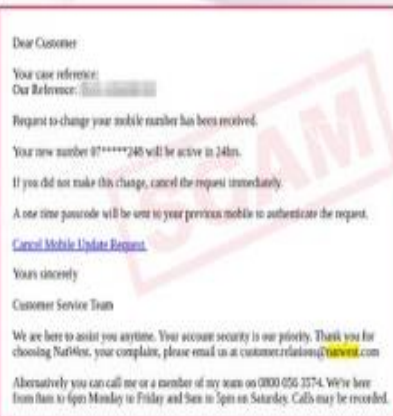 Dear Customer
Your case reference:
Our Reference:
Request to change your mobile number has been received.
Your new number 07*****248 will be active in 24hrs.
If you did not make this change, cancel the request immediately.
A one time passcode will be sent to your previous mobile to authenticate the request.
Cancel Mobile Update Request
Yours sincerely
Customer Service Team
We are here to assist you anytime. Your account security is our priority. Thank you for
choosing NatWest. your complaint, please email us at customer.relations@natwest.com
Alternatively you can call me or a member of my team on 0800 056 3574. We're here
from 8am to 6pm Monday to Friday and 9am to 5pm on Saturday. Calls may be recorded.
SCAM